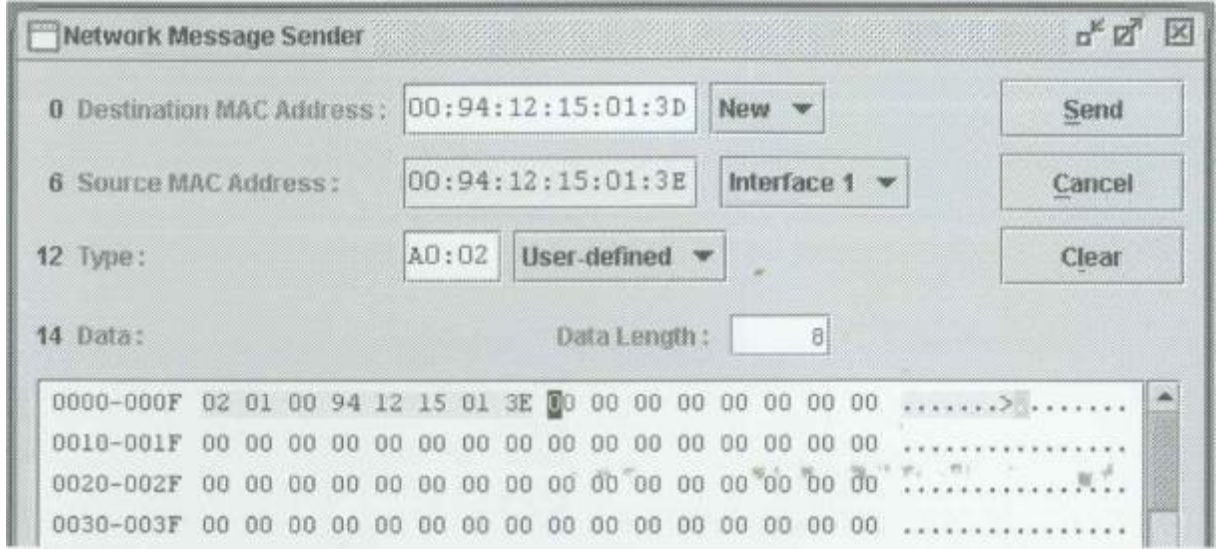 Network Message Sender
0 Destination MAC Address: 00:94:12:15:01:3D New Send
6 Source MAC Address: 00:94:12:15:01:3E Interface 1 Cancel
12 Type: A0:02 User-defined Clear
14 Data: Data Length: 8
0000-000F 02 01 00 94 12 15 01 3E 00 00 00 00 00 00 00 00 .......>........
0010-001F 00 00 00 00 00 00 00 00 00 00 00 00 00 00 00 00 ................
0020-002F 00 00 00 00 00 00 00 00 00 00 00 00 00 00 00 00 ................
0030-003F 00 00 00 00 00 00 00 00 00 00 00 00 00 00 00 00 ................